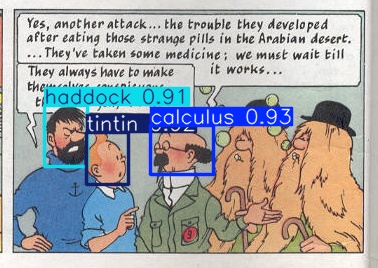 Yes, another attack... the trouble they developed
after eating those strange pills in the Arabian desert.
... They've taken some medicine; we must wait till
it works...
They always have to make
haddock 0.91
tintin
calculus 0.93
9